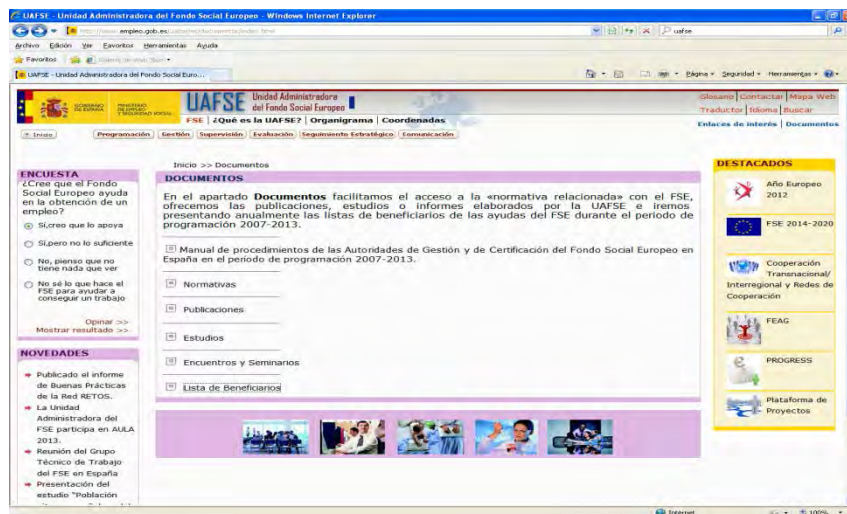 UAFSE - Unidad Administradora del Fondo Social Europeo - Windows Internet Explorer
uafse
Archivo Edición Ver Favoritos Herramientas Ayuda
Favoritos
UAFSE - Unidad Administradora del Fondo Social Euro...
Página Seguridad Herramientas
GOBIERNO DE ESPAÑA
MINISTERIO DE EMPLEO Y SEGURIDAD SOCIAL
UAFSE Unidad Administradora
del Fondo Social Europeo
FSE | ¿Qué es la UAFSE? | Organigrama | Coordenadas
Glosario | Contactar | Mapa Web
Traductor | Idioma | Buscar
Enlaces de interés | Documentos
Inicio Programación Gestión Supervisión Evaluación Seguimiento Estratégico Comunicación
ENCUESTA
¿Cree que el Fondo
Social Europeo ayuda
en la obtención de un
empleo?
Sí,creo que lo apoya
Sí,pero no lo suficiente
No, pienso que no
tiene nada que ver
No sé lo que hace el
FSE para ayudar a
conseguir un trabajo
Opinar >>
Mostrar resultado >>
NOVEDADES
Publicado el informe
de Buenas Prácticas
de la Red RETOS.
La Unidad
Administradora del
FSE participa en AULA
2013.
Reunión del Grupo
Técnico de Trabajo
del FSE en España
Presentación del
estudio "Población
Inicio >> Documentos
DOCUMENTOS
En el apartado Documentos facilitamos el acceso a la «normativa relacionada» con el FSE,
ofrecemos las publicaciones, estudios o informes elaborados por la UAFSE e iremos
presentando anualmente las listas de beneficiarios de las ayudas del FSE durante el periodo de
programación 2007-2013.
Manual de procedimientos de las Autoridades de Gestión y de Certificación del Fondo Social Europeo en
España en el período de programación 2007-2013.
Normativas
Publicaciones
Estudios
Encuentros y Seminarios
Lista de Beneficiarios
DESTACADOS
Año Europeo
2012
FSE 2014-2020
Cooperación
Transnacional/
Interregional y Redes de
Cooperación
FEAG
PROGRESS
Plataforma de
Proyectos
Internet
100%